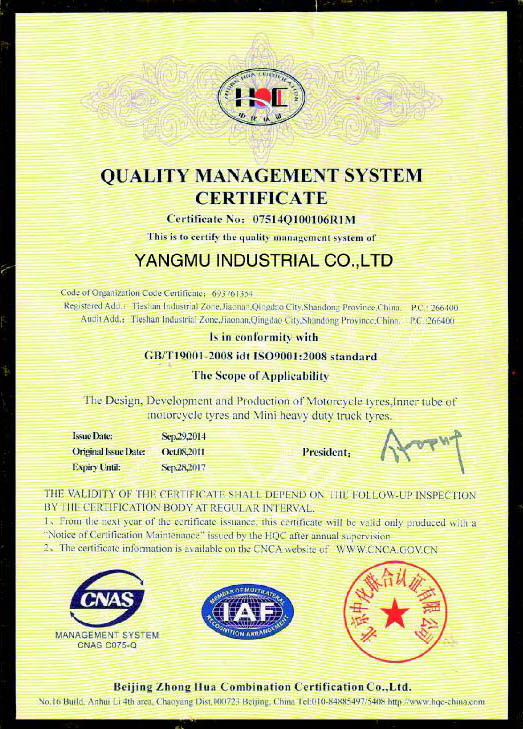 ZHONG HUA CERTIFICATION
HQC
中化认证
QUALITY MANAGEMENT SYSTEM
CERTIFICATE
Certificate No: 07514Q100106R1M
This is to certify the quality management system of
YANGMU INDUSTRIAL CO.,LTD
Code of Organization Code Certificate: 693761354
Registered Add.: Tieshan Industrial Zone,Jiaonan,Qingdao City,Shandong Province,China. P.C.: 266400
Audit Add.: Tieshan Industrial Zone,Jiaonan,Qingdao City,Shandong Province,China. P.C.:266400
Is in conformity with
GB/T19001-2008 idt ISO9001:2008 standard
The Scope of Applicability
The Design, Development and Production of Motorcycle tyres,Inner tube of
motorcycle tyres and Mini heavy duty truck tyres.
Issue Date: Sep,29,2014
Original Issue Date: Oct,08,2011
Expiry Until: Sep,28,2017
President:
THE VALIDITY OF THE CERTIFICATE SHALL DEPEND ON THE FOLLOW-UP INSPECTION
BY THE CERTIFICATION BODY AT REGULAR INTERVAL.
1、From the next year of the certificate issuance, this certificate will be valid only produced with a
"Notice of Certification Maintenance" issued by the HQC after annual supervision
2、The certificate information is available on the CNCA website of WWW.CNCA.GOV.CN
CNAS
MANAGEMENT SYSTEM
CNAS C075-Q
MEMBER OF MULTILATERAL
IAF
RECOGNITION ARRANGEMENT
北京中化联合认证有限公司
Beijing Zhong Hua Combination Certification Co.,Ltd.
No.16 Build, Anhui Li 4th area, Chaoyang Dist,100723 Beijing, China Tel:010-84885497/5408 http://www.hqc-china.com